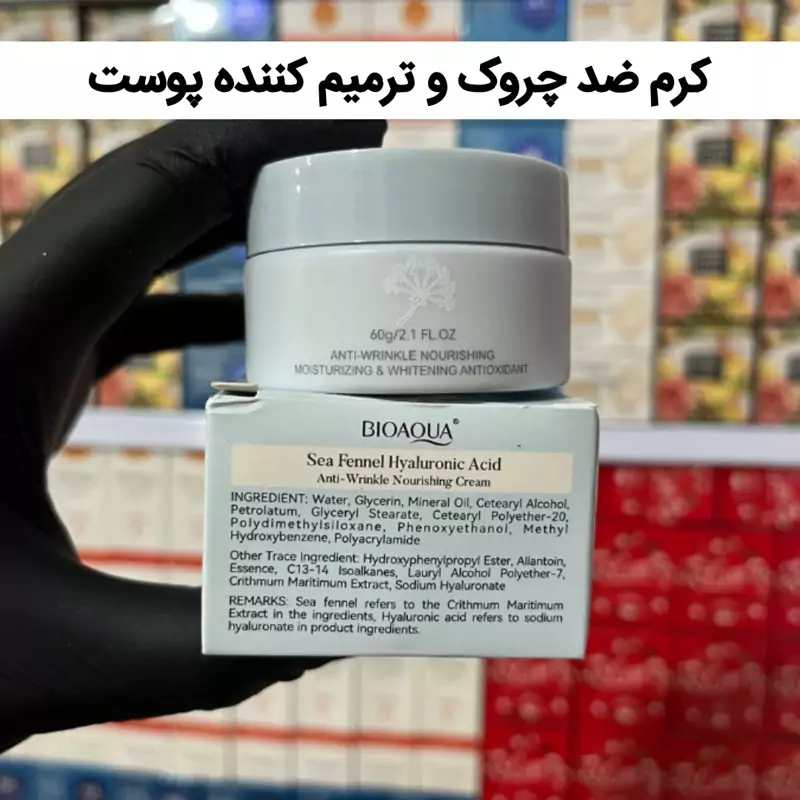 کرم ضد چروک و ترمیم کننده پوست
60g/2.1 FL.OZ
ANTI-WRINKLE NOURISHING
MOISTURIZING & WHITENING ANTIOXIDANT
BIOAQUA®
Sea Fennel Hyaluronic Acid
Anti-Wrinkle Nourishing Cream
INGREDIENT: Water, Glycerin, Mineral Oil, Cetearyl Alcohol,
Petrolatum, Glyceryl Stearate, Cetearyl Polyether-20,
Polydimethylsiloxane, Phenoxyethanol, Methyl
Hydroxybenzene, Polyacrylamide
Other Trace Ingredient: Hydroxyphenylpropyl Ester, Allantoin,
Essence, C13-14 Isoalkanes, Lauryl Alcohol Polyether-7,
Crithmum Maritimum Extract, Sodium Hyaluronate
REMARKS: Sea fennel refers to the Crithmum Maritimum
Extract in the ingredients, Hyaluronic acid refers to sodium
hyaluronate in product ingredients.